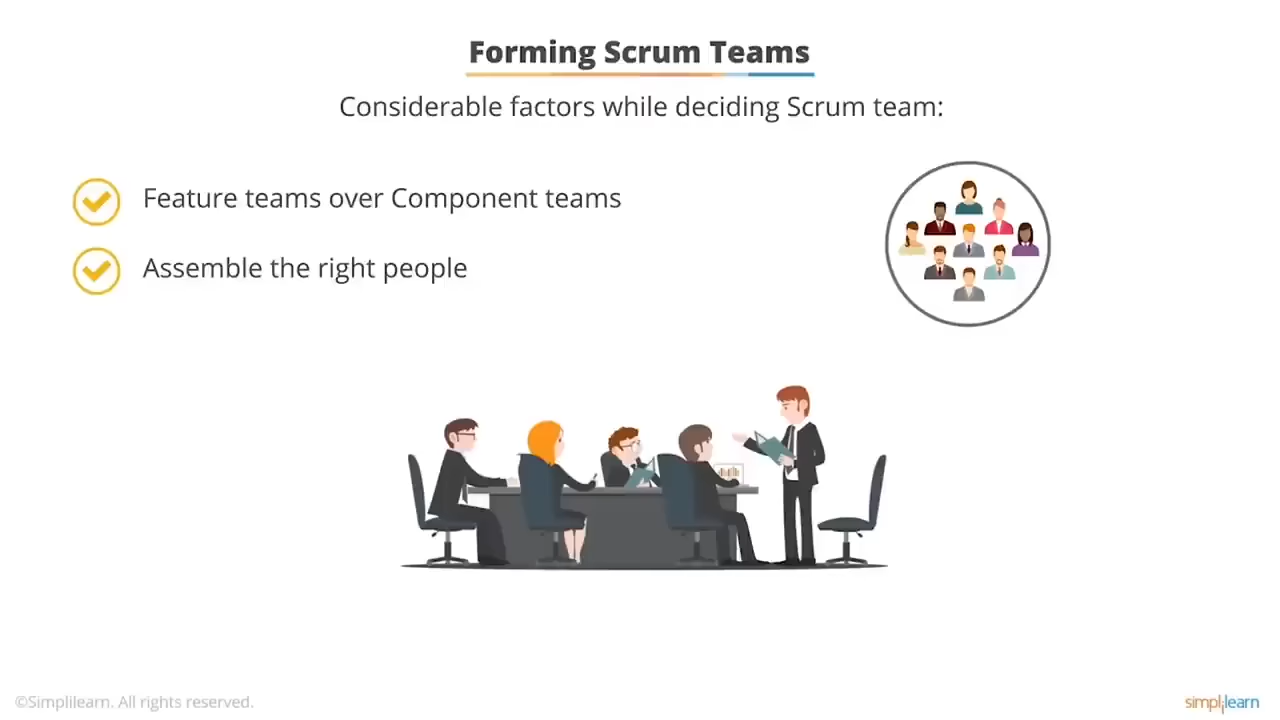 Forming Scrum Teams
Considerable factors while deciding Scrum team:
Feature teams over Component teams
Assemble the right people
©Simplilearn. All rights reserved.
simplilearn